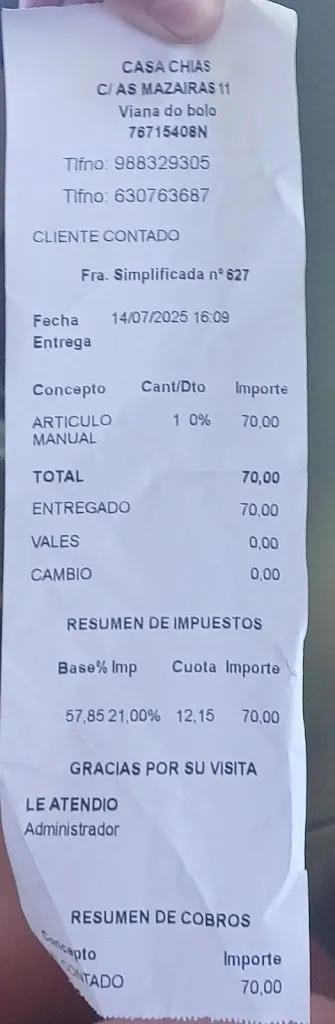 CASA CHIAS
C/ AS MAZAIRAS 11
Viana do bolo
76715408N
Tlfno: 988329305
Tlfno: 630763687
CLIENTE CONTADO
Fra. Simplificada nº 627
Fecha 14/07/2025 16:09
Entrega
Concepto Cant/Dto Importe
ARTICULO 1 0% 70,00
MANUAL
TOTAL 70,00
ENTREGADO 70,00
VALES 0,00
CAMBIO 0,00
RESUMEN DE IMPUESTOS
Base% Imp Cuota Importe
57,85 21,00% 12,15 70,00
GRACIAS POR SU VISITA
LE ATENDIO
Administrador
RESUMEN DE COBROS
Concepto Importe
CONTADO 70,00